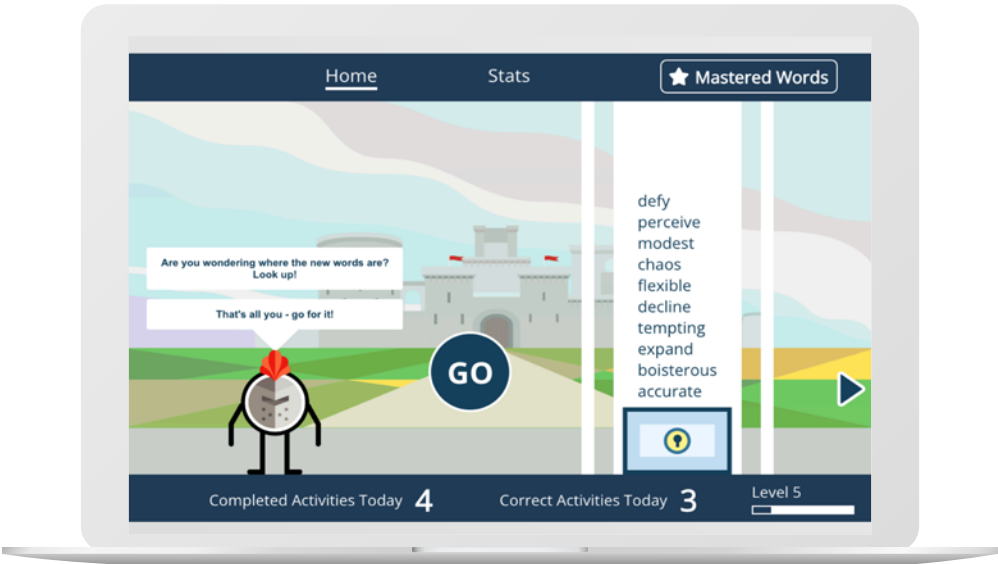 Home
Stats
Mastered Words
Are you wondering where the new words are?
Look up!
That's all you - go for it!
GO
defy
perceive
modest
chaos
flexible
decline
tempting
expand
boisterous
accurate
Completed Activities Today 4
Correct Activities Today 3
Level 5